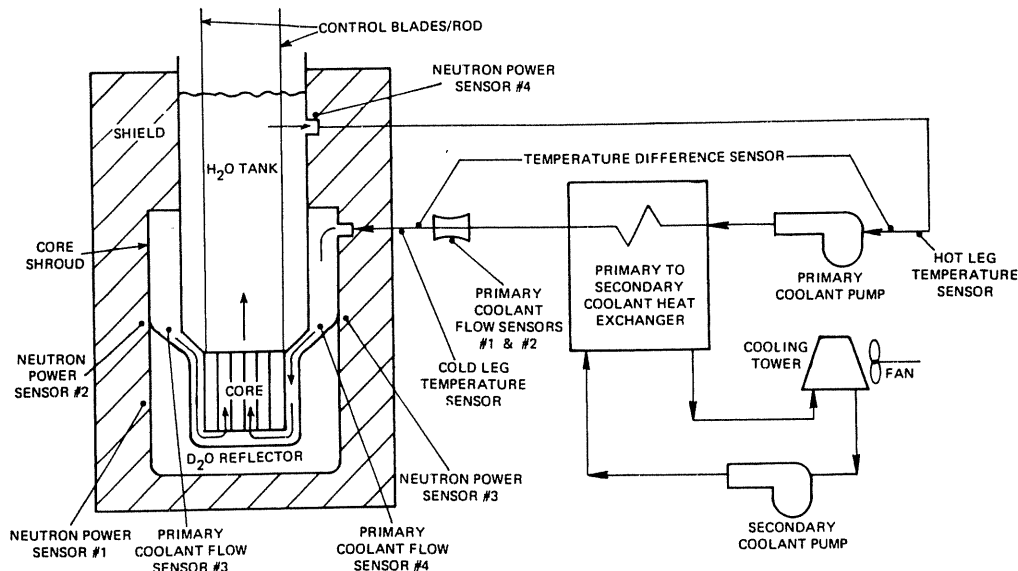 CONTROL BLADES/ROD
NEUTRON POWER
SENSOR #4
SHIELD
H2O TANK
TEMPERATURE DIFFERENCE SENSOR
CORE
SHROUD
PRIMARY TO
SECONDARY
COOLANT HEAT
EXCHANGER
PRIMARY
COOLANT PUMP
HOT LEG
TEMPERATURE
SENSOR
PRIMARY
COOLANT
FLOW SENSORS
#1 & #2
COLD LEG
TEMPERATURE
SENSOR
COOLING
TOWER
FAN
NEUTRON
POWER
SENSOR #2
CORE
D2O REFLECTOR
NEUTRON POWER
SENSOR #3
NEUTRON POWER
SENSOR #1
PRIMARY
COOLANT FLOW
SENSOR #3
PRIMARY
COOLANT FLOW
SENSOR #4
SECONDARY
COOLANT PUMP